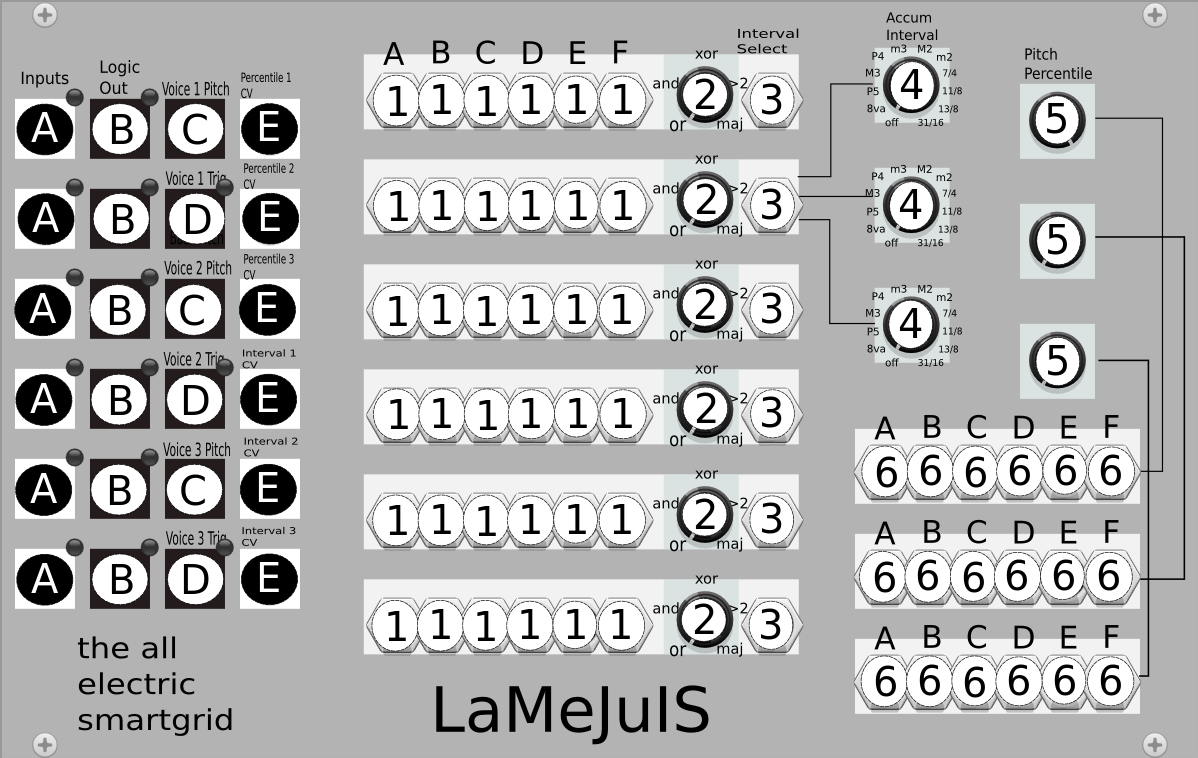 Inputs
Logic
Out
Voice 1 Pitch
Percentile 1
CV
A B C E
Voice 1 Trig
Percentile 2
CV
A B D E
Voice 2 Pitch
Percentile 3
CV
A B C E
Voice 2 Trig
Interval 1
CV
A B D E
Voice 3 Pitch
Interval 2
CV
A B C E
Voice 3 Trig
Interval 3
CV
A B D E
the all
electric
smartgrid
A B C D E F
Interval
Select
xor
and >2
1 1 1 1 1 1 2 3
or maj
xor
and >2
1 1 1 1 1 1 2 3
or maj
xor
and >2
1 1 1 1 1 1 2 3
or maj
xor
and >2
1 1 1 1 1 1 2 3
or maj
xor
and >2
1 1 1 1 1 1 2 3
or maj
xor
and >2
1 1 1 1 1 1 2 3
or maj
LaMeJuIS
Accum
Interval
m3 M2
P4 m2
M3 4 7/4
P5 11/8
8va 13/8
off 31/16
m3 M2
P4 m2
M3 4 7/4
P5 11/8
8va 13/8
off 31/16
m3 M2
P4 m2
M3 4 7/4
P5 11/8
8va 13/8
off 31/16
Pitch
Percentile
5
5
5
A B C D E F
6 6 6 6 6 6
A B C D E F
6 6 6 6 6 6
A B C D E F
6 6 6 6 6 6